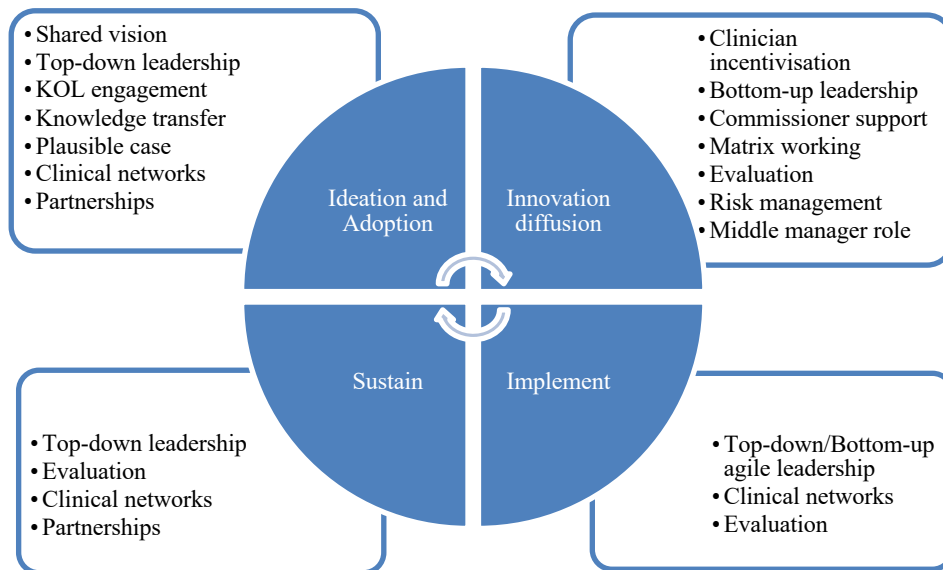 • Shared vision
• Top-down leadership
• KOL engagement
• Knowledge transfer
• Plausible case
• Clinical networks
• Partnerships
• Clinician
incentivisation
• Bottom-up leadership
• Commissioner support
• Matrix working
• Evaluation
• Risk management
• Middle manager role
Ideation and
Adoption
Innovation
diffusion
Sustain
Implement
• Top-down leadership
• Evaluation
• Clinical networks
• Partnerships
• Top-down/Bottom-up
agile leadership
• Clinical networks
• Evaluation